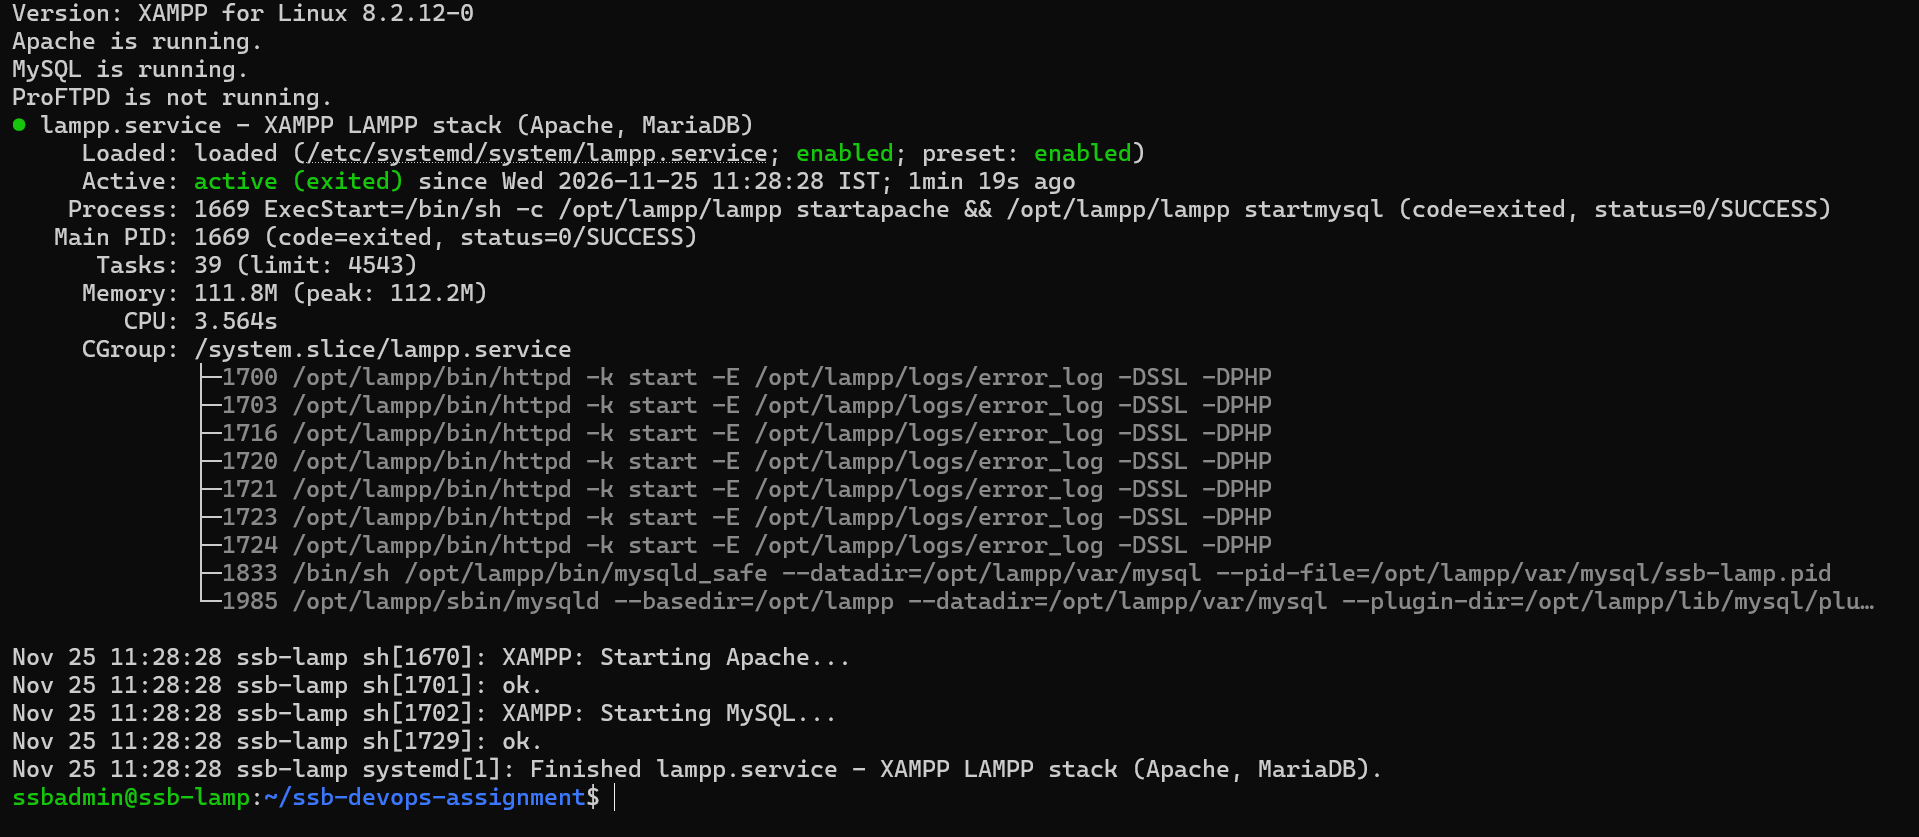 Version: XAMPP for Linux 8.2.12-0
Apache is running.
MySQL is running.
ProFTPD is not running.
● lampp.service - XAMPP LAMPP stack (Apache, MariaDB)
Loaded: loaded (/etc/systemd/system/lampp.service; enabled; preset: enabled)
Active: active (exited) since Wed 2026-11-25 11:28:28 IST; 1min 19s ago
Process: 1669 ExecStart=/bin/sh -c /opt/lampp/lampp startapache && /opt/lampp/lampp startmysql (code=exited, status=0/SUCCESS)
Main PID: 1669 (code=exited, status=0/SUCCESS)
Tasks: 39 (limit: 4543)
Memory: 111.8M (peak: 112.2M)
CPU: 3.564s
CGroup: /system.slice/lampp.service
├─1700 /opt/lampp/bin/httpd -k start -E /opt/lampp/logs/error_log -DSSL -DPHP
├─1703 /opt/lampp/bin/httpd -k start -E /opt/lampp/logs/error_log -DSSL -DPHP
├─1716 /opt/lampp/bin/httpd -k start -E /opt/lampp/logs/error_log -DSSL -DPHP
├─1720 /opt/lampp/bin/httpd -k start -E /opt/lampp/logs/error_log -DSSL -DPHP
├─1721 /opt/lampp/bin/httpd -k start -E /opt/lampp/logs/error_log -DSSL -DPHP
├─1723 /opt/lampp/bin/httpd -k start -E /opt/lampp/logs/error_log -DSSL -DPHP
├─1724 /opt/lampp/bin/httpd -k start -E /opt/lampp/logs/error_log -DSSL -DPHP
├─1833 /bin/sh /opt/lampp/bin/mysqld_safe --datadir=/opt/lampp/var/mysql --pid-file=/opt/lampp/var/mysql/ssb-lamp.pid
└─1985 /opt/lampp/sbin/mysqld --basedir=/opt/lampp --datadir=/opt/lampp/var/mysql --plugin-dir=/opt/lampp/lib/mysql/plu…
Nov 25 11:28:28 ssb-lamp sh[1670]: XAMPP: Starting Apache...
Nov 25 11:28:28 ssb-lamp sh[1701]: ok.
Nov 25 11:28:28 ssb-lamp sh[1702]: XAMPP: Starting MySQL...
Nov 25 11:28:28 ssb-lamp sh[1729]: ok.
Nov 25 11:28:28 ssb-lamp systemd[1]: Finished lampp.service - XAMPP LAMPP stack (Apache, MariaDB).
ssbadmin@ssb-lamp:~/ssb-devops-assignment$